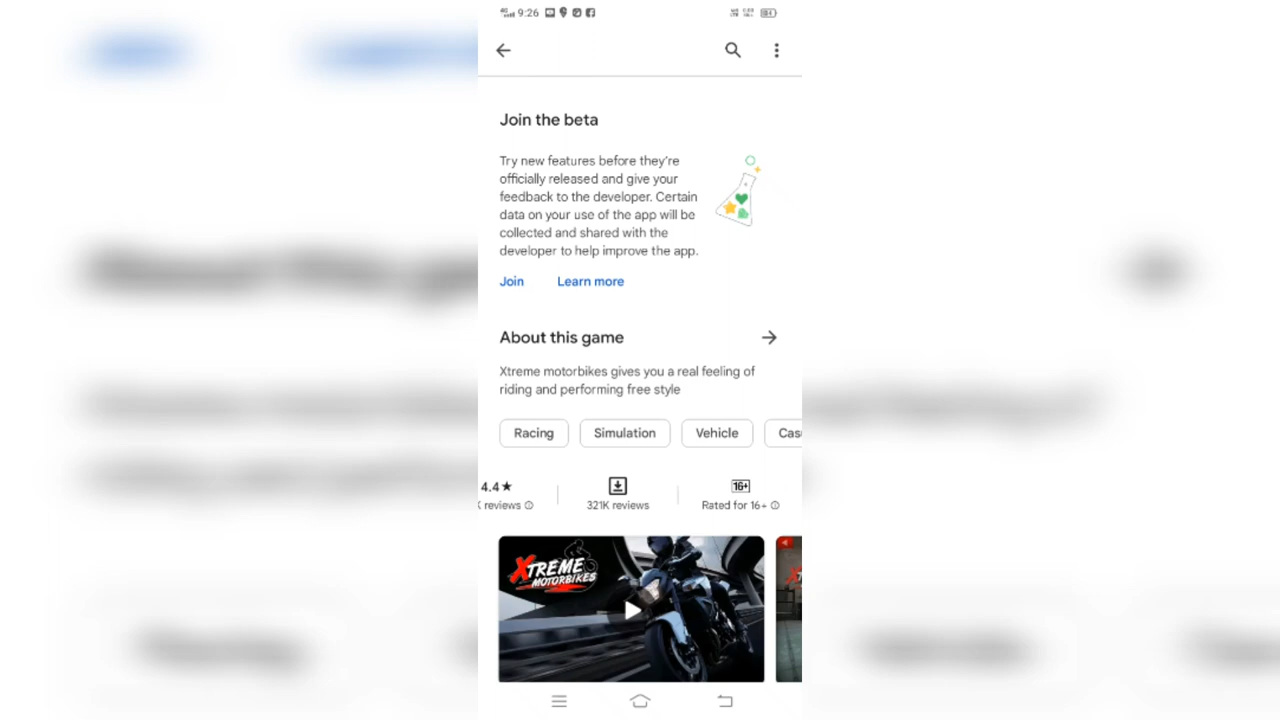 9:26
Join the beta
Try new features before they're
officially released and give your
feedback to the developer. Certain
data on your use of the app will be
collected and shared with the
developer to help improve the app.
Join Learn more
About this game
Xtreme motorbikes gives you a real feeling of
riding and performing free style
Racing Simulation Vehicle Cas
4.4★ 16+
K reviews 321K reviews Rated for 16+
XTREME
MOTORBIKES